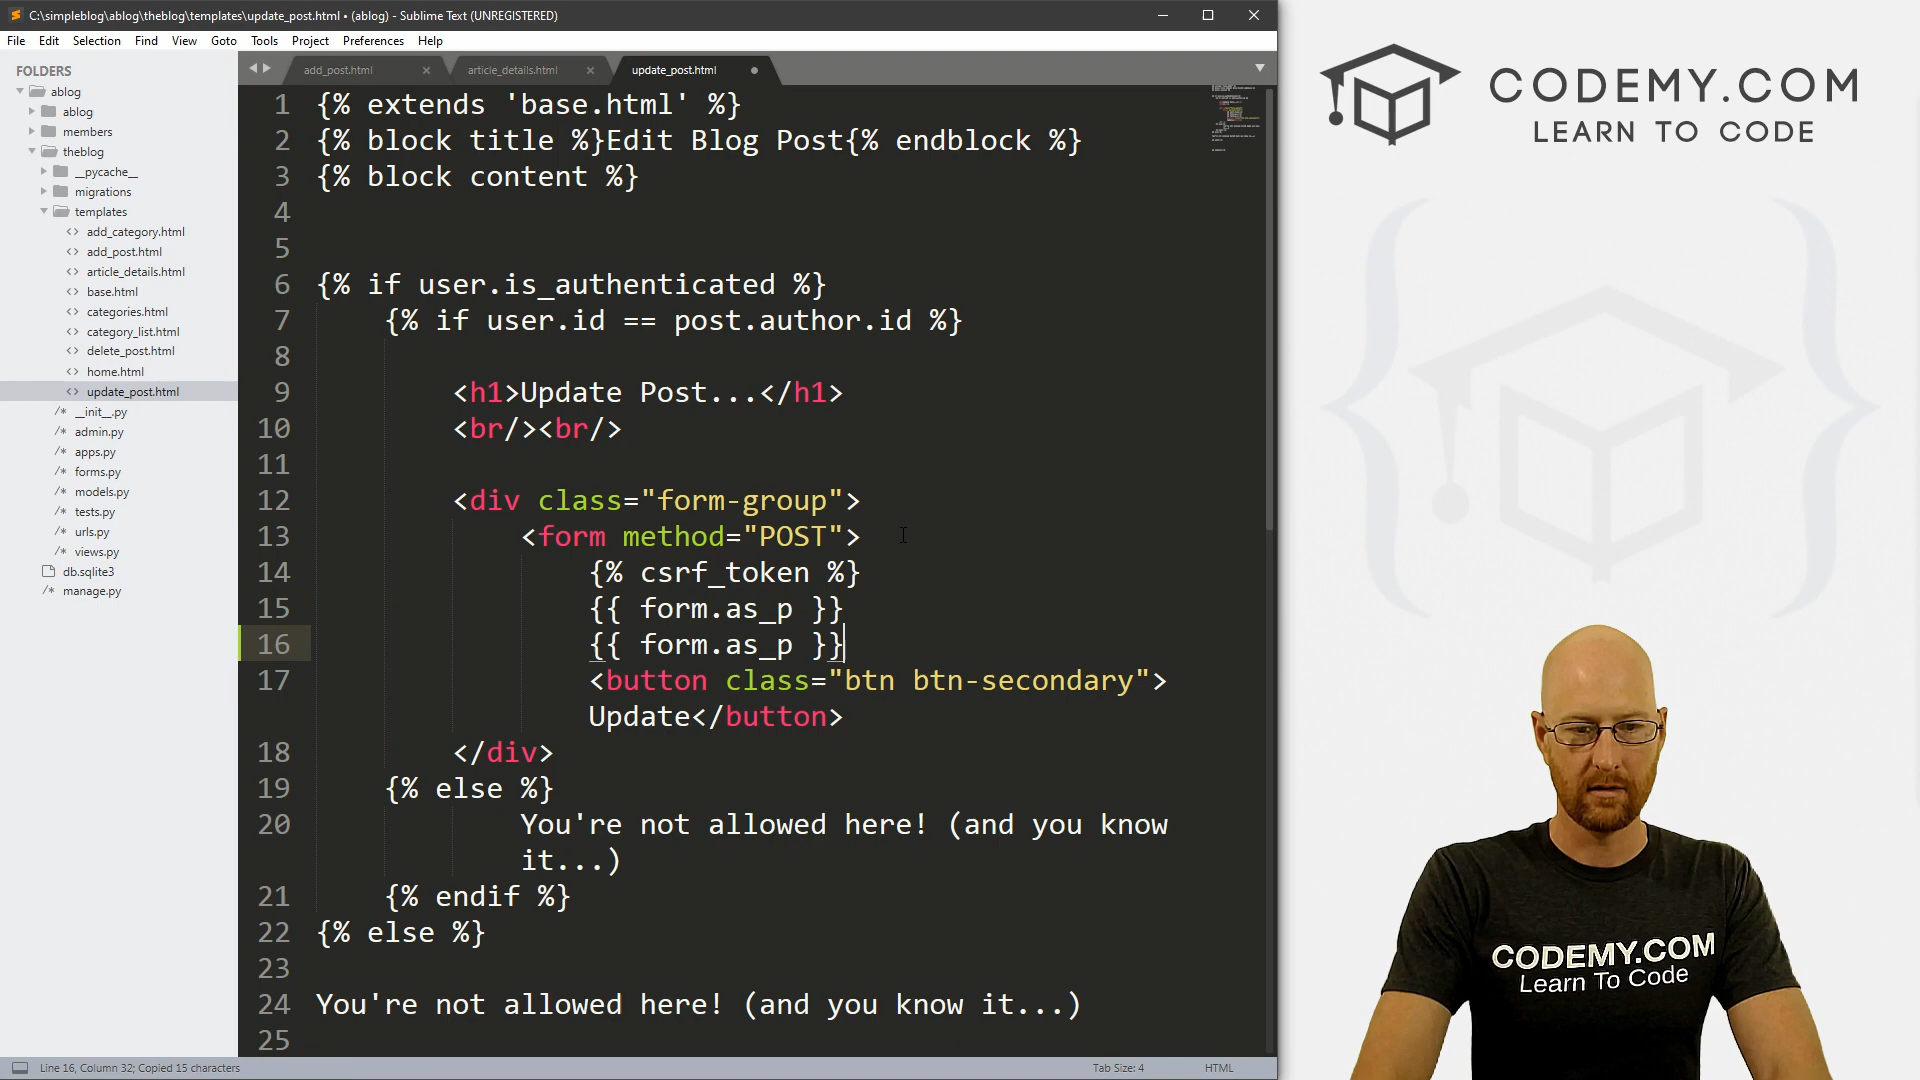 C:\simpleblog\ablog\theblog\templates\update_post.html • (ablog) - Sublime Text (UNREGISTERED)
File Edit Selection Find View Goto Tools Project Preferences Help
FOLDERS
ablog
ablog
members
theblog
__pycache__
migrations
templates
add_category.html
add_post.html
article_details.html
base.html
categories.html
category_list.html
delete_post.html
home.html
update_post.html
__init__.py
admin.py
apps.py
forms.py
models.py
tests.py
urls.py
views.py
db.sqlite3
manage.py
add_post.html article_details.html update_post.html
1 {% extends 'base.html' %}
2 {% block title %}Edit Blog Post{% endblock %}
3 {% block content %}
4
5
6 {% if user.is_authenticated %}
7 {% if user.id == post.author.id %}
8
9 <h1>Update Post...</h1>
10 <br/><br/>
11
12 <div class="form-group">
13 <form method="POST">
14 {% csrf_token %}
15 {{ form.as_p }}
16 {{ form.as_p }}
17 <button class="btn btn-secondary">
Update</button>
18 </div>
19 {% else %}
20 You're not allowed here! (and you know
it...)
21 {% endif %}
22 {% else %}
23
24 You're not allowed here! (and you know it...)
25
Line 16, Column 32; Copied 15 characters
Tab Size: 4 HTML
CODEMY.COM
LEARN TO CODE
CODEMY.COM
Learn To Code